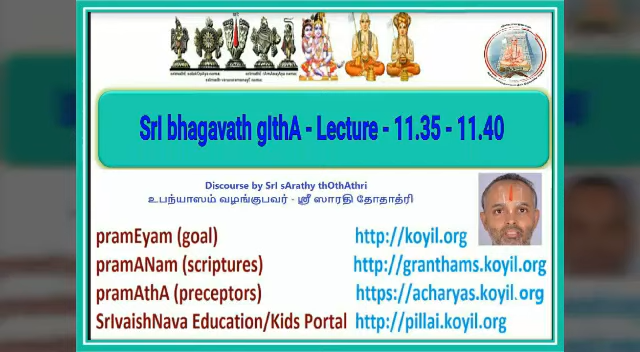 SrI bhagavath gIthA - Lecture - 11.35 - 11.40
Discourse by SrI sArathy thOthAthri
உபந்யாஸம் வழங்குபவர் - ஸ்ரீ ஸாரதி தோதாத்ரி
pramEyam (goal) http://koyil.org
pramANam (scriptures) http://granthams.koyil.org
pramAthA (preceptors) https://acharyas.koyil.org
SrIvaishNava Education/Kids Portal http://pillai.koyil.org